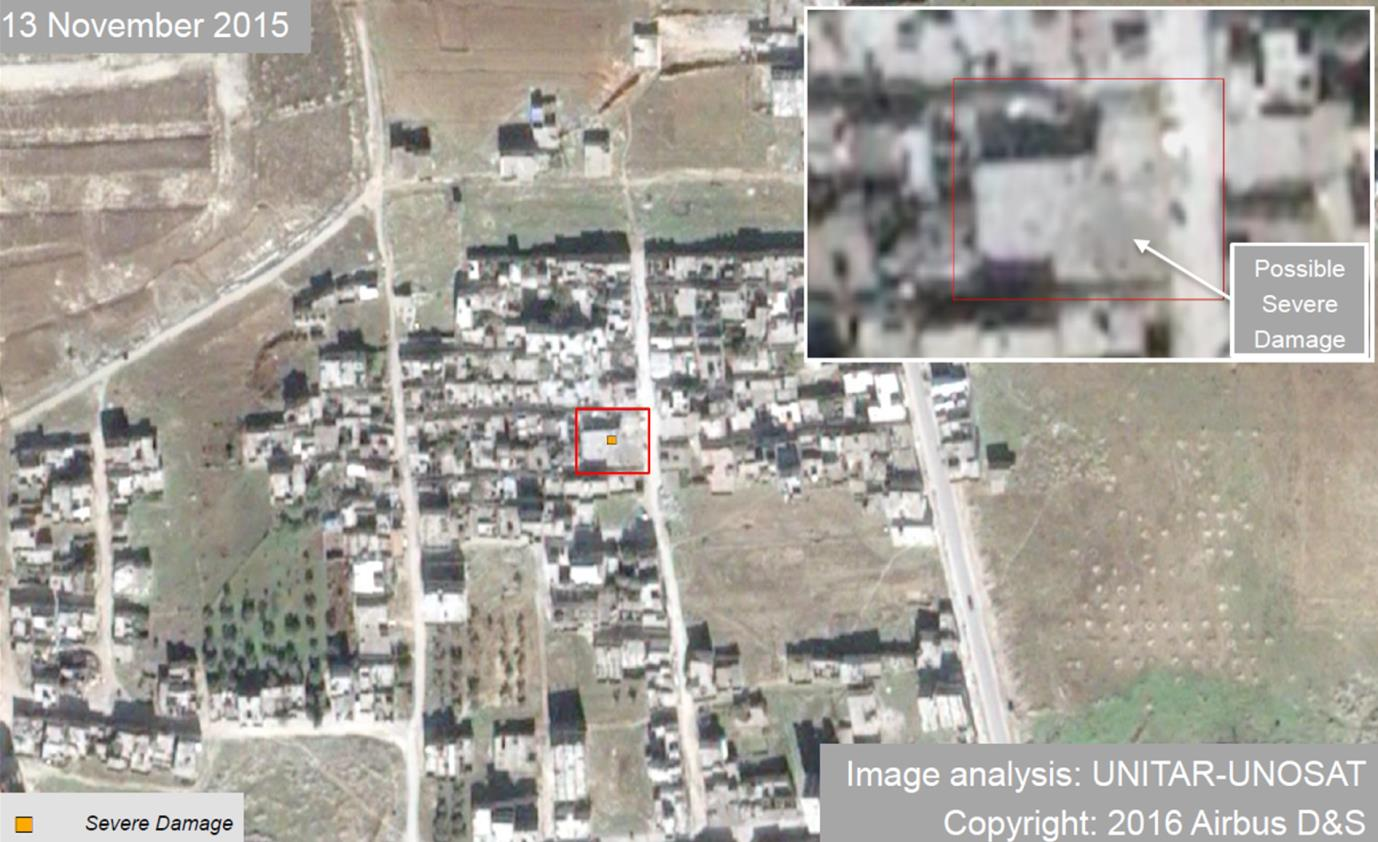 13 November 2015
Possible
Severe
Damage
Severe Damage
Image analysis: UNITAR-UNOSAT
Copyright: 2016 Airbus D&S